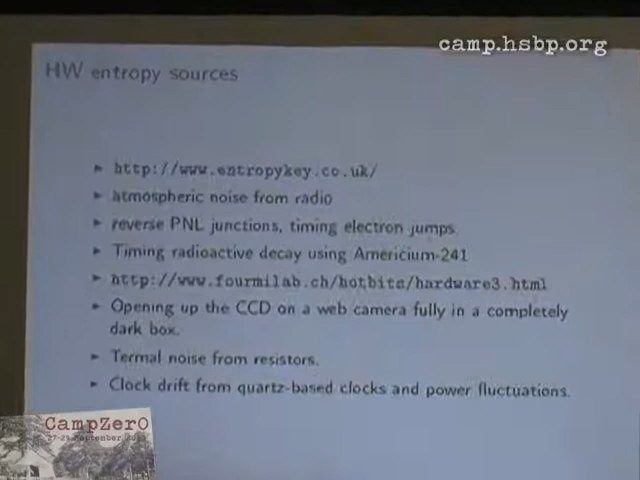 camp.hsbp.org
HW entropy sources
► http://www.entropykey.co.uk/
► atmospheric noise from radio
► reverse PNL junctions, timing electron jumps.
► Timing radioactive decay using Americium-241
► http://www.fourmilab.ch/hotbits/hardware3.html
► Opening up the CCD on a web camera fully in a completely
dark box.
► Termal noise from resistors.
► Clock drift from quartz-based clocks and power fluctuations.
CampZer0
September